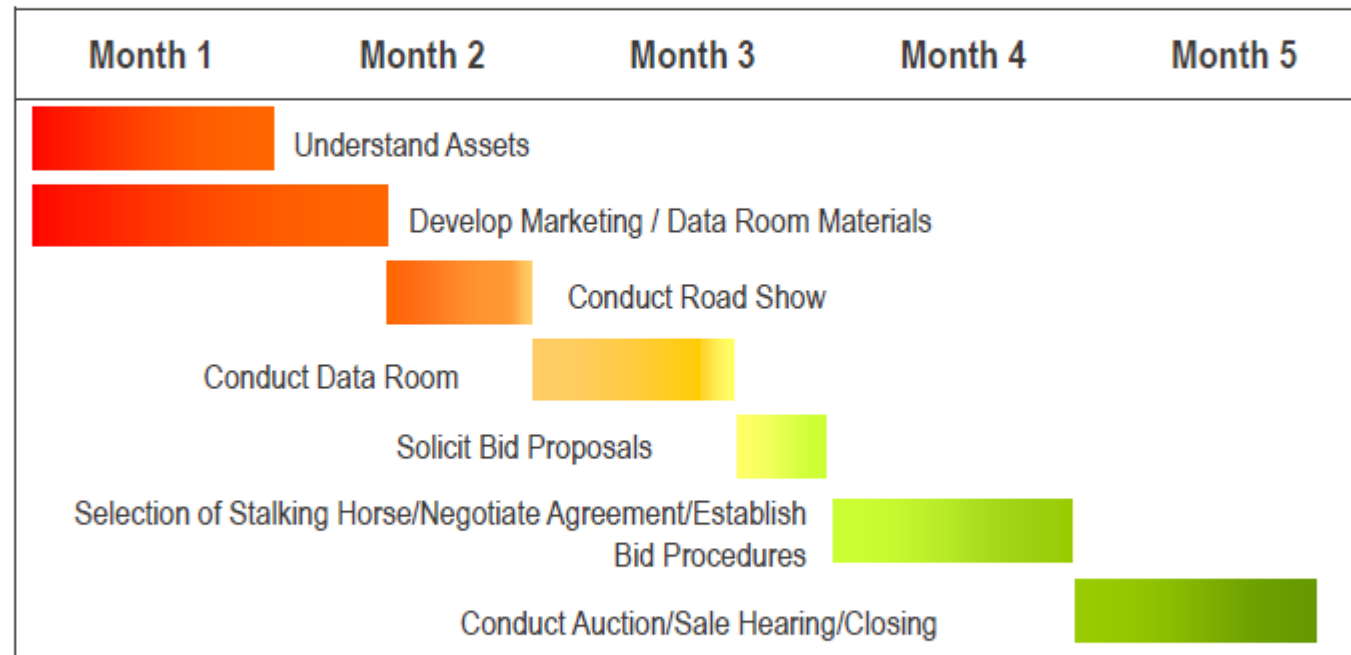 Month 1 Month 2 Month 3 Month 4 Month 5
Understand Assets
Develop Marketing / Data Room Materials
Conduct Road Show
Conduct Data Room
Solicit Bid Proposals
Selection of Stalking Horse/Negotiate Agreement/Establish
Bid Procedures
Conduct Auction/Sale Hearing/Closing